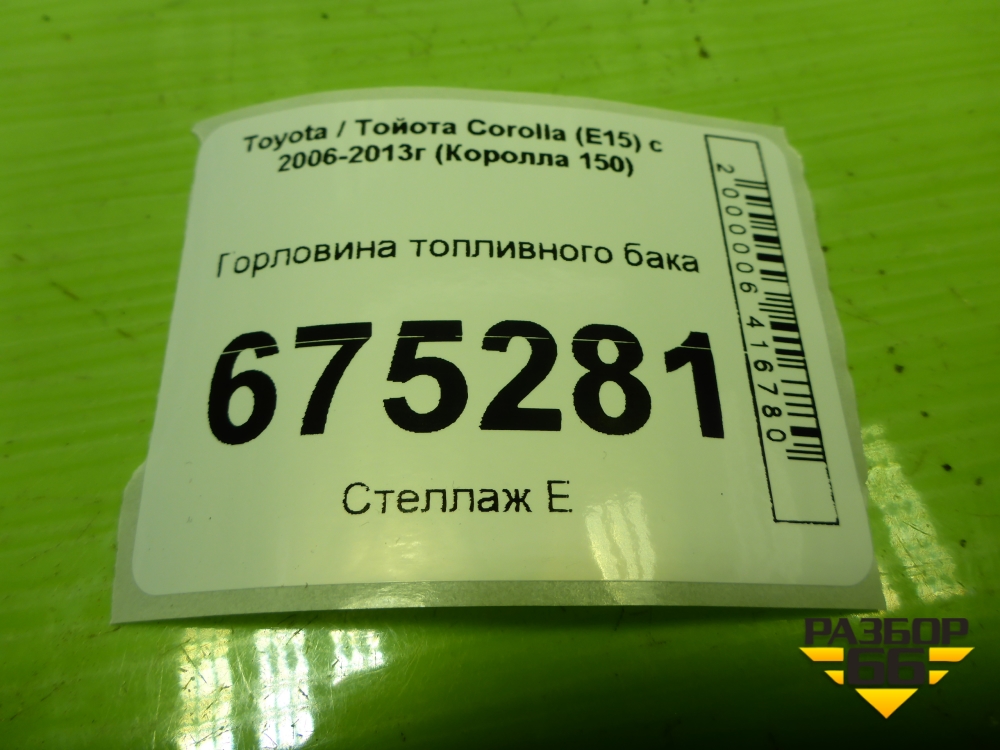 Toyota / Тойота Corolla (E15) с
2006-2013г (Королла 150)
Горловина топливного бака
675281
Стеллаж Е
2000006416780
РАЗБОР
66